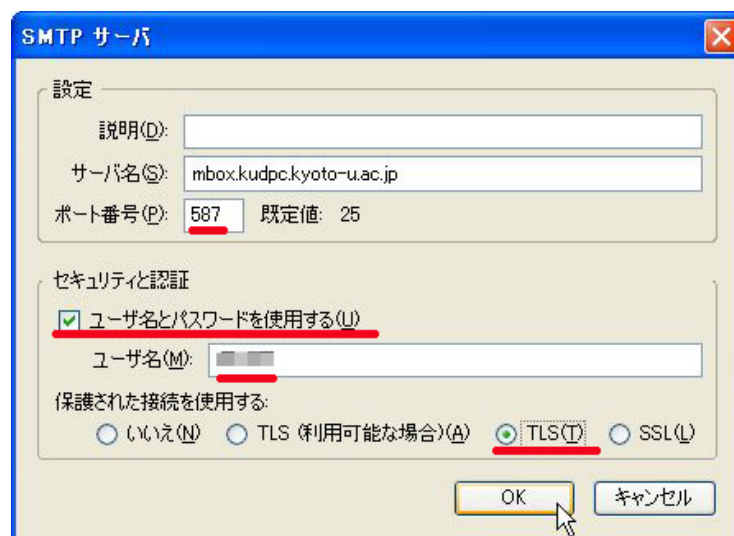 SMTP サーバ
設定
説明(D):
サーバ名(S): mbox.kudpc.kyoto-u.ac.jp
ポート番号(P): 587 既定値: 25
セキュリティと認証
ユーザ名とパスワードを使用する(U)
ユーザ名(M):
保護された接続を使用する:
いいえ(N) TLS (利用可能な場合)(A) TLS(T) SSL(L)
OK キャンセル